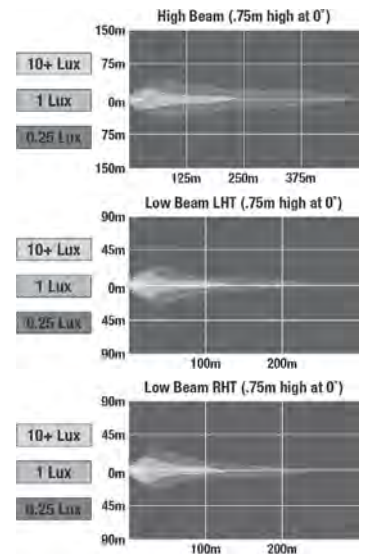 High Beam (.75m high at 0˚)
150m
75m
10+ Lux
1 Lux
0m
0.25 Lux
75m
150m
125m 250m 375m
Low Beam LHT (.75m high at 0˚)
90m
45m
10+ Lux
1 Lux
0m
0.25 Lux
45m
90m
100m 200m
Low Beam RHT (.75m high at 0˚)
90m
45m
10+ Lux
1 Lux
0m
0.25 Lux
45m
90m
100m 200m